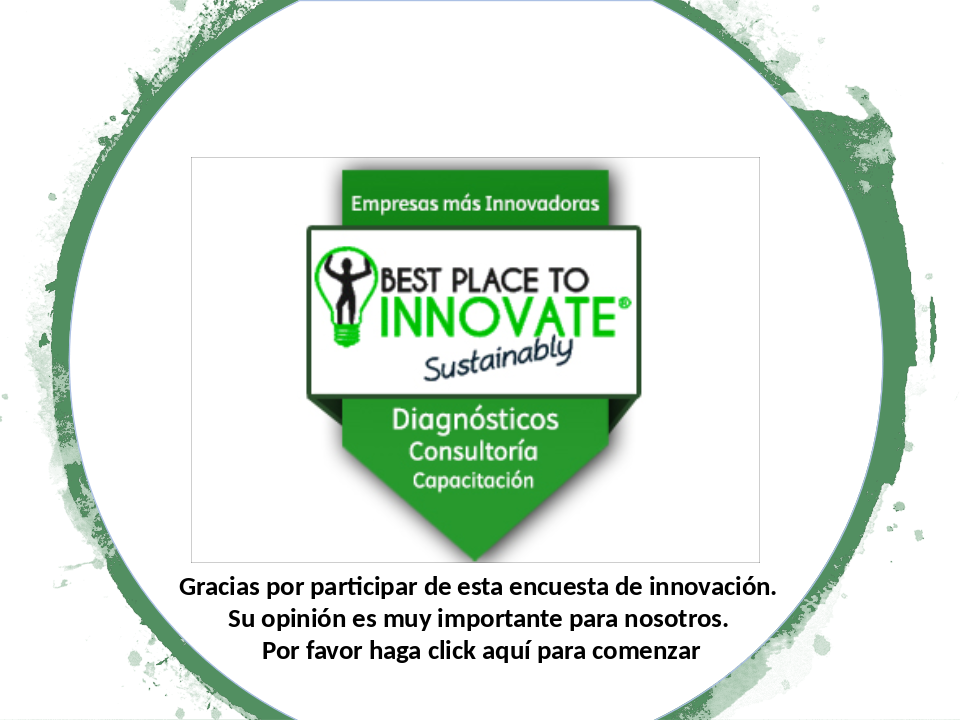 Empresas más Innovadoras
BEST PLACE TO
INNOVATE®
Sustainably
Diagnósticos
Consultoría
Capacitación
Gracias por participar de esta encuesta de innovación.
Su opinión es muy importante para nosotros.
Por favor haga click aquí para comenzar